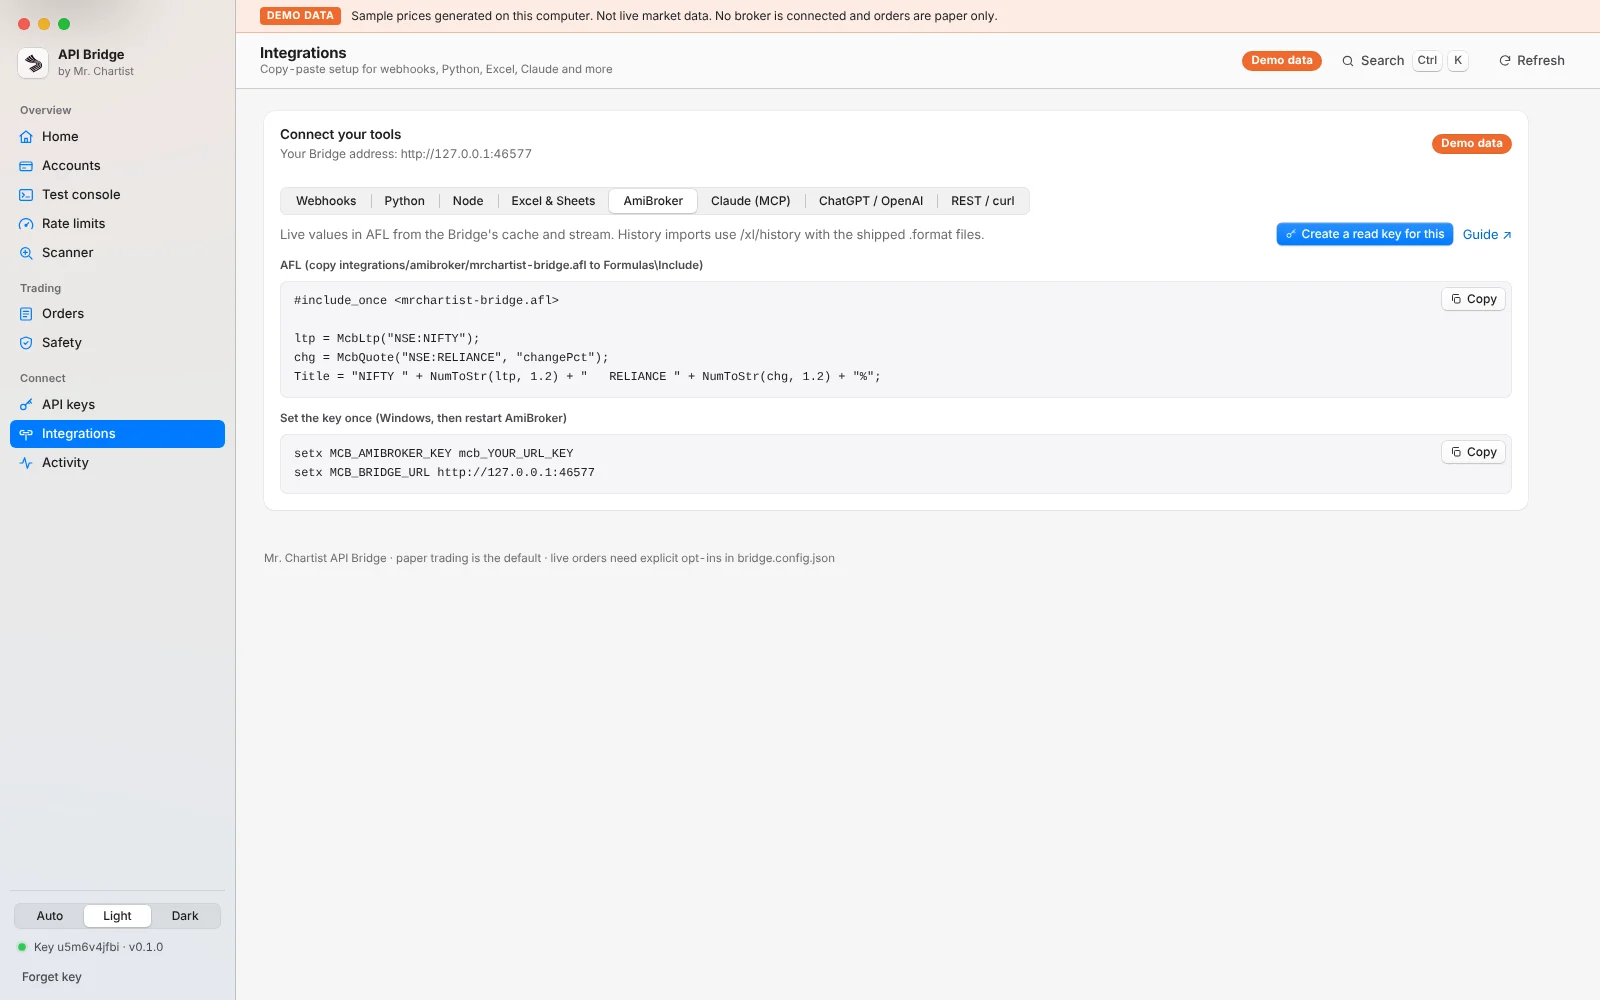 DEMO DATA Sample prices generated on this computer. Not live market data. No broker is connected and orders are paper only.
API Bridge
by Mr. Chartist
Overview
Home
Accounts
Test console
Rate limits
Scanner
Trading
Orders
Safety
Connect
API keys
Integrations
Activity
Auto Light Dark
Key u5m6v4jfbi · v0.1.0
Forget key
Integrations
Copy-paste setup for webhooks, Python, Excel, Claude and more
Demo data Search Ctrl K Refresh
Connect your tools
Your Bridge address: http://127.0.0.1:46577
Demo data
Webhooks Python Node Excel & Sheets AmiBroker Claude (MCP) ChatGPT / OpenAI REST / curl
Live values in AFL from the Bridge's cache and stream. History imports use /xl/history with the shipped .format files.
Create a read key for this Guide ↗
AFL (copy integrations/amibroker/mrchartist-bridge.afl to Formulas\Include)
#include_once <mrchartist-bridge.afl>
Copy
ltp = McbLtp("NSE:NIFTY");
chg = McbQuote("NSE:RELIANCE", "changePct");
Title = "NIFTY " + NumToStr(ltp, 1.2) + "   RELIANCE " + NumToStr(chg, 1.2) + "%";
Set the key once (Windows, then restart AmiBroker)
setx MCB_AMIBROKER_KEY mcb_YOUR_URL_KEY
Copy
setx MCB_BRIDGE_URL http://127.0.0.1:46577
Mr. Chartist API Bridge · paper trading is the default · live orders need explicit opt-ins in bridge.config.json